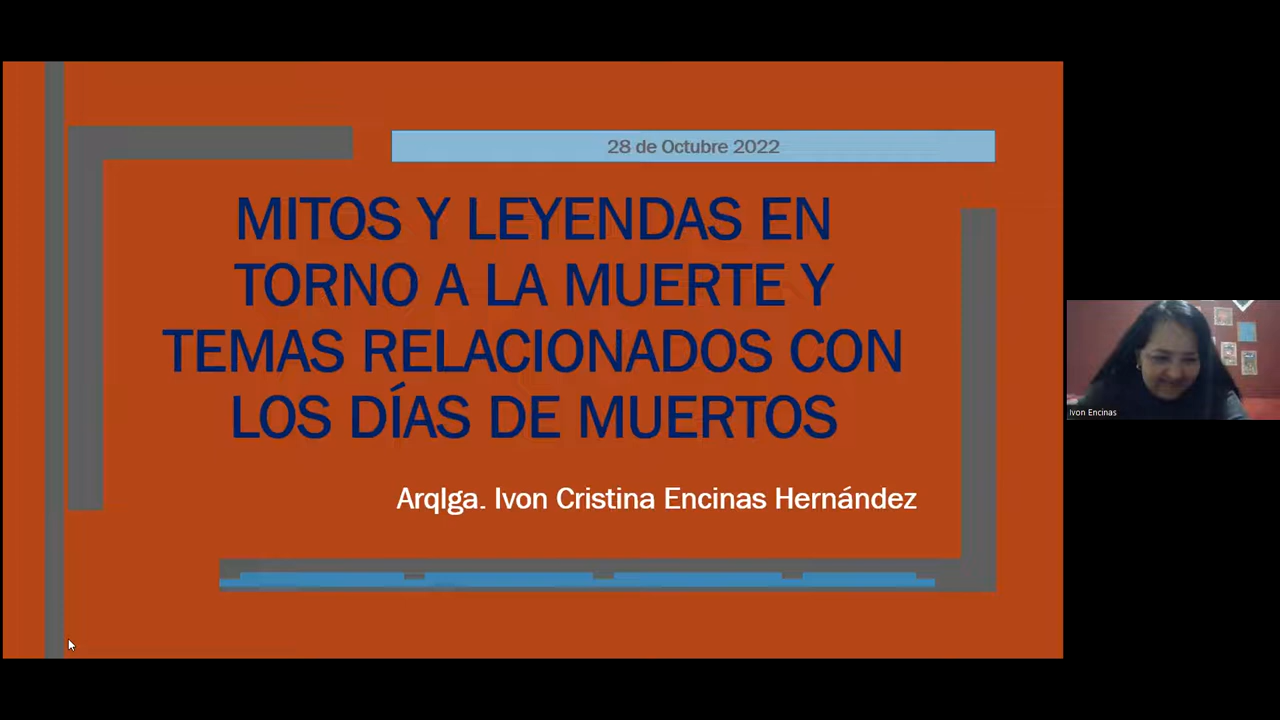 28 de Octubre 2022
MITOS Y LEYENDAS EN
TORNO A LA MUERTE Y
TEMAS RELACIONADOS CON
LOS DÍAS DE MUERTOS
Arqlga. Ivon Cristina Encinas Hernández
Ivon Encinas